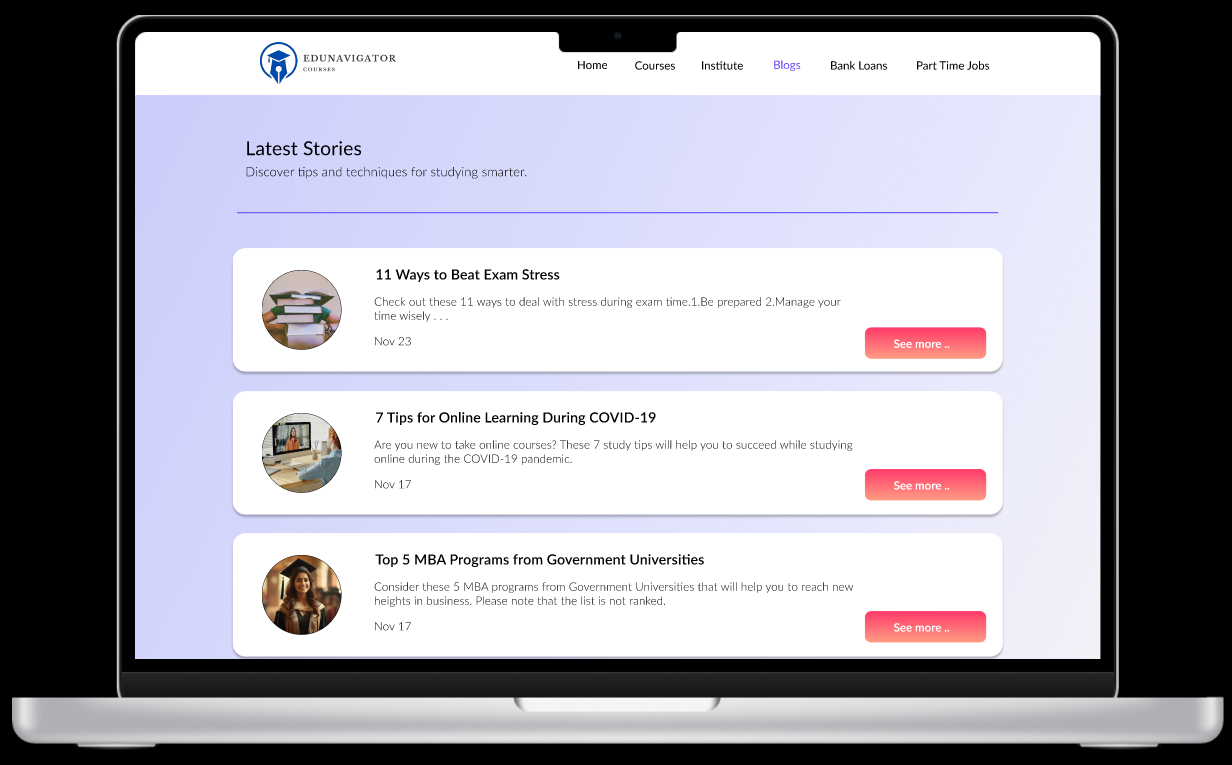 EDUNAVIGATOR
COURSES
Home Courses Institute Blogs Bank Loans Part Time Jobs
Latest Stories
Discover tips and techniques for studying smarter.
11 Ways to Beat Exam Stress
Check out these 11 ways to deal with stress during exam time.1.Be prepared 2.Manage your
time wisely . . .
Nov 23
See more ..
7 Tips for Online Learning During COVID-19
Are you new to take online courses? These 7 study tips will help you to succeed while studying
online during the COVID-19 pandemic.
Nov 17
See more ..
Top 5 MBA Programs from Government Universities
Consider these 5 MBA programs from Government Universities that will help you to reach new
heights in business. Please note that the list is not ranked.
Nov 17
See more ..